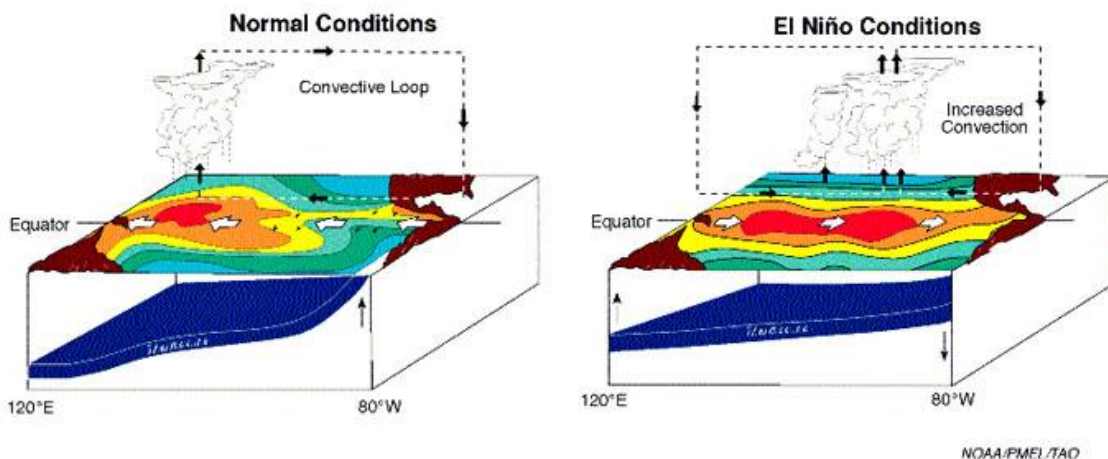 Normal Conditions
Convective Loop
Equator
120°E
80°W
El Niño Conditions
Increased
Convection
Equator
120°E
80°W
NOAA/PMEL/TAO